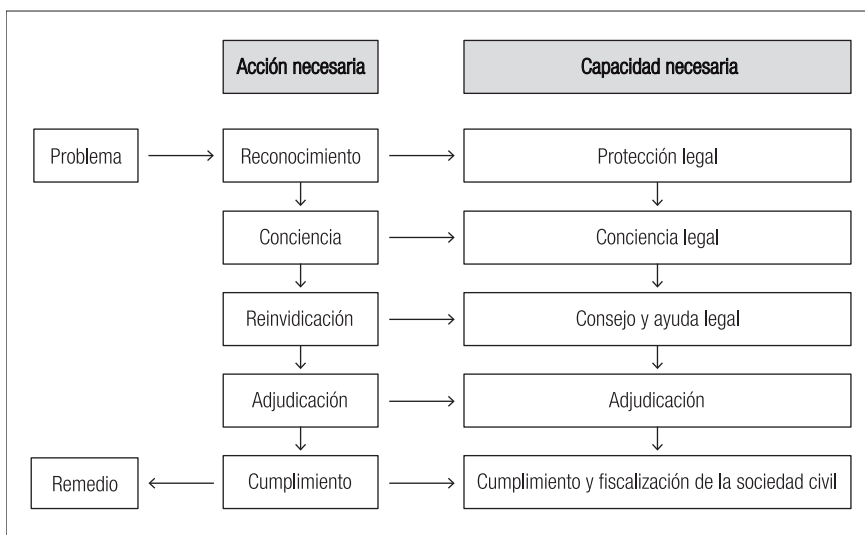 Acción necesaria
Capacidad necesaria
Problema
Reconocimiento
Protección legal
Conciencia
Conciencia legal
Reinvidicación
Consejo y ayuda legal
Adjudicación
Adjudicación
Remedio
Cumplimiento
Cumplimiento y fiscalización de la sociedad civil